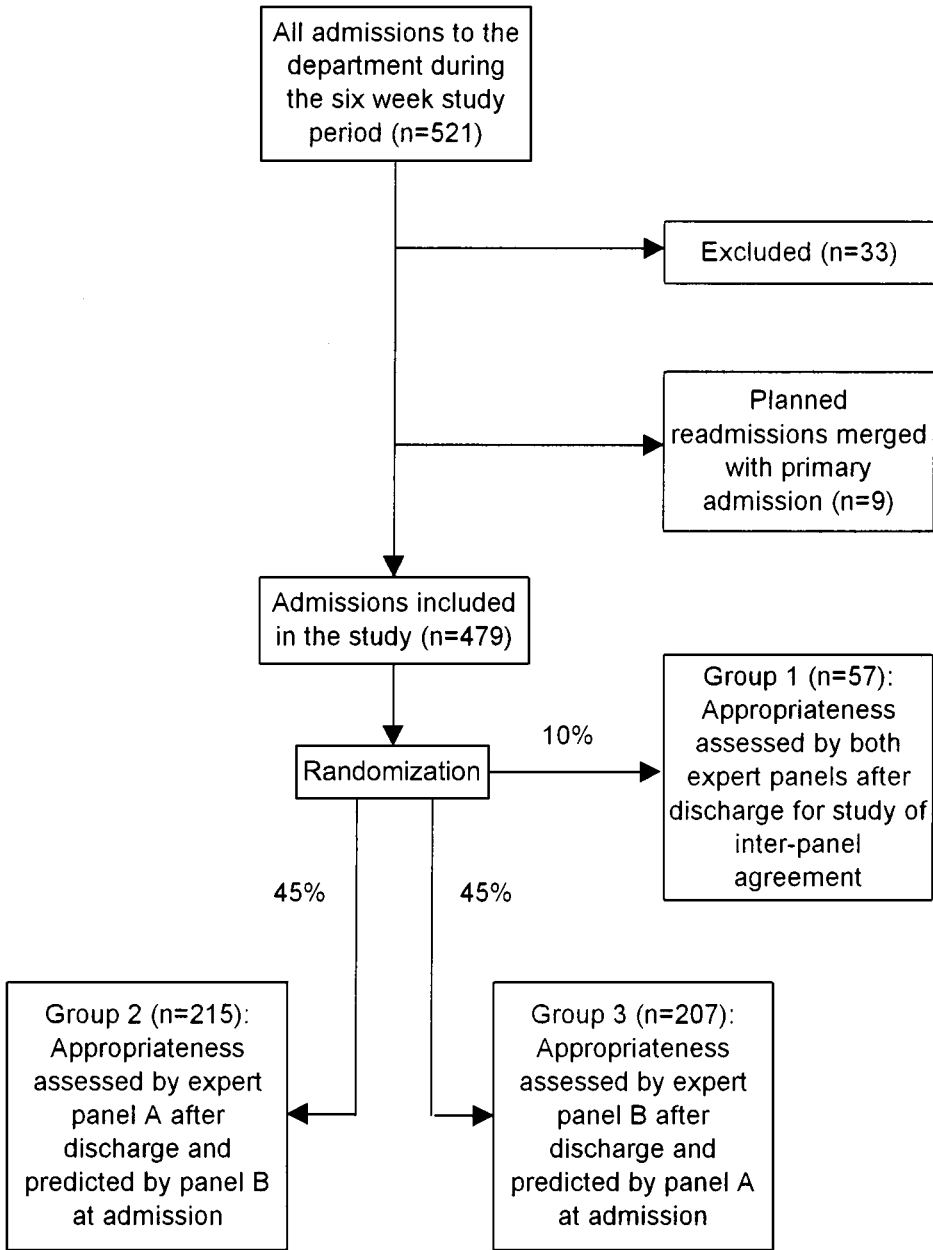 All admissions to the
department during
the six week study
period (n=521)
Excluded (n=33)
Planned
readmissions merged
with primary
admission (n=9)
Admissions included
in the study (n=479)
Randomization
10%
Group 1 (n=57):
Appropriateness
assessed by both
expert panels after
discharge for study of
inter-panel
agreement
45%
45%
Group 2 (n=215):
Appropriateness
assessed by expert
panel A after
discharge and
predicted by panel B
at admission
Group 3 (n=207):
Appropriateness
assessed by expert
panel B after
discharge and
predicted by panel A
at admission